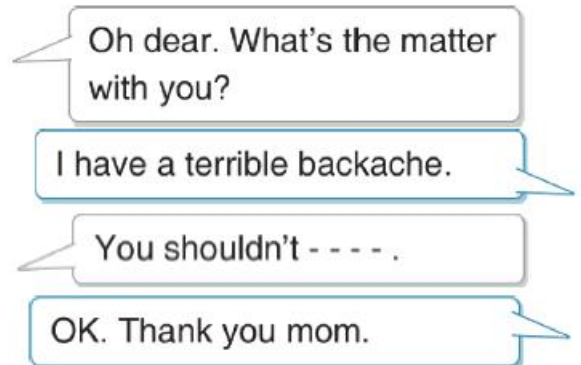 Oh dear. What's the matter
with you?
I have a terrible backache.
You shouldn't - - - - .
OK. Thank you mom.